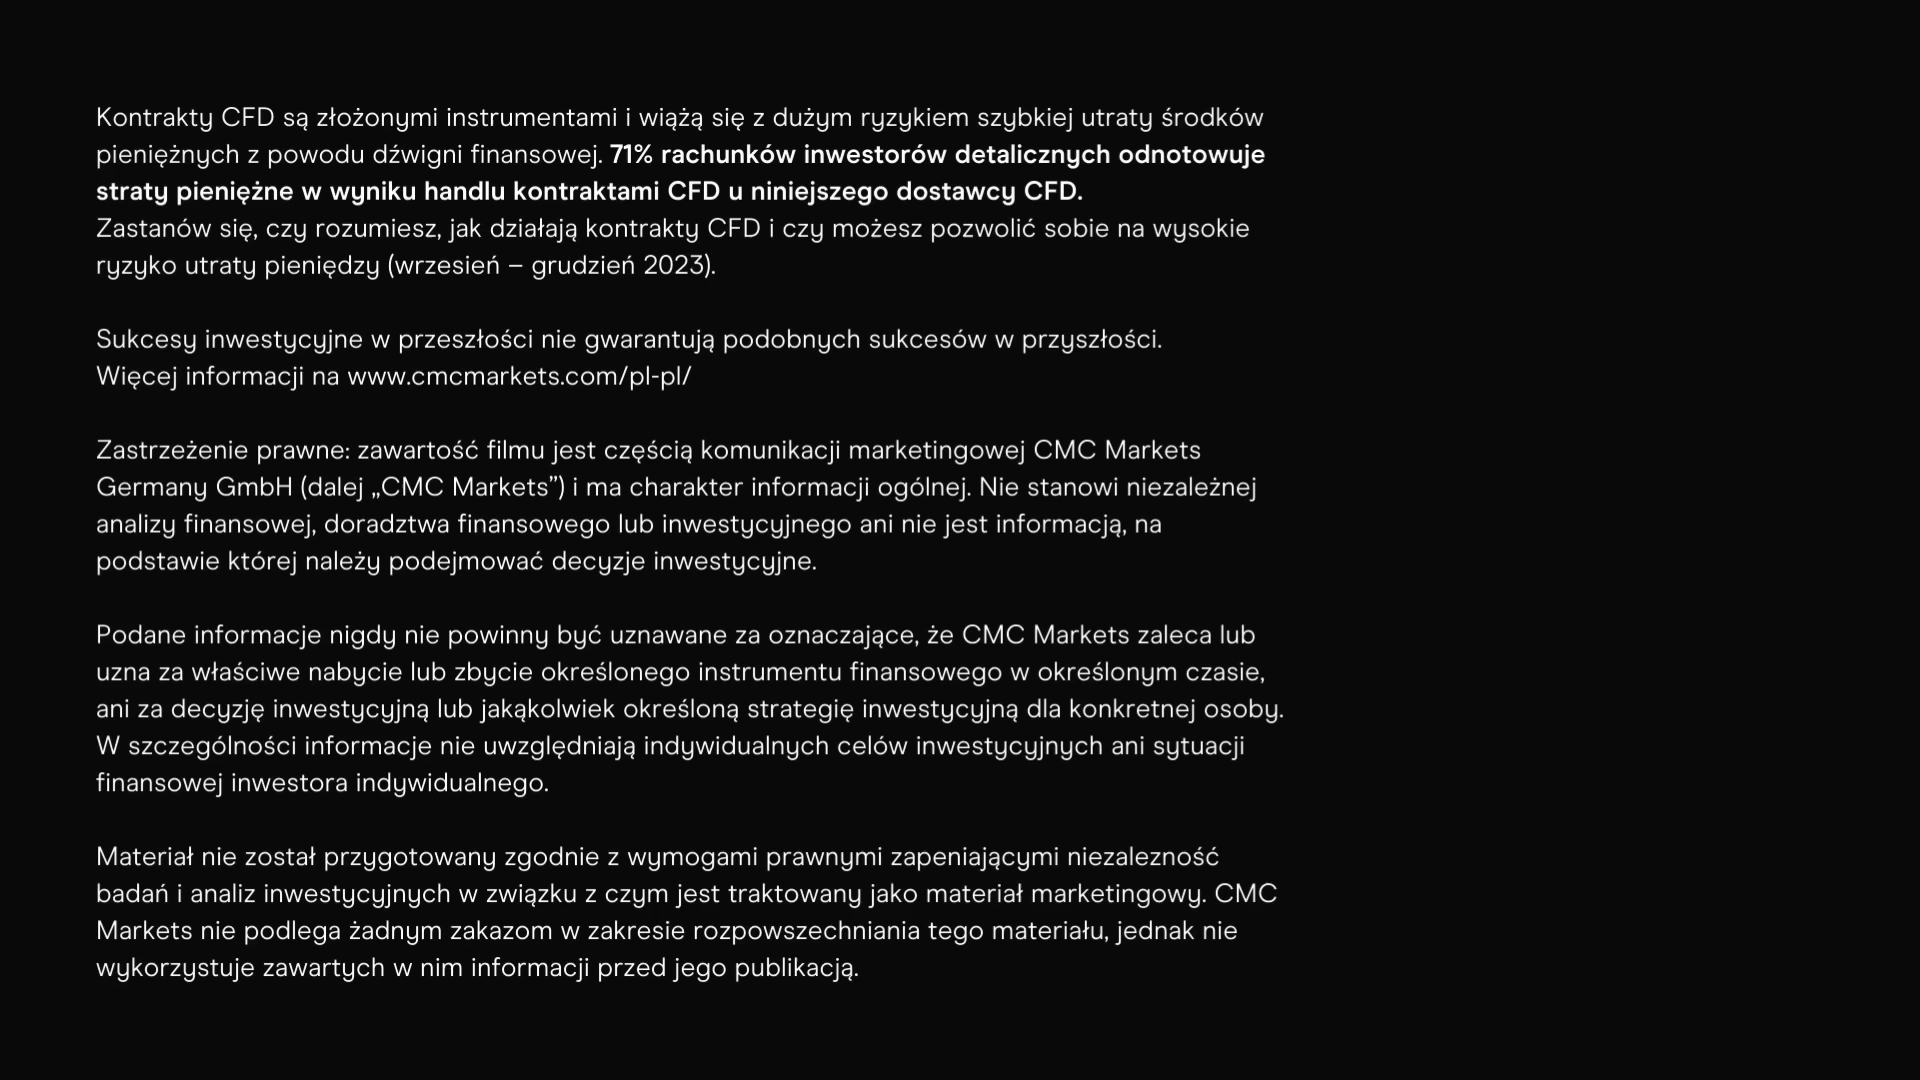 Kontrakty CFD są złożonymi instrumentami i wiążą się z dużym ryzykiem szybkiej utraty środków
pieniężnych z powodu dźwigni finansowej. 71% rachunków inwestorów detalicznych odnotowuje
straty pieniężne w wyniku handlu kontraktami CFD u niniejszego dostawcy CFD.
Zastanów się, czy rozumiesz, jak działają kontrakty CFD i czy możesz pozwolić sobie na wysokie
ryzyko utraty pieniędzy (wrzesień – grudzień 2023).
Sukcesy inwestycyjne w przeszłości nie gwarantują podobnych sukcesów w przyszłości.
Więcej informacji na www.cmcmarkets.com/pl-pl/
Zastrzeżenie prawne: zawartość filmu jest częścią komunikacji marketingowej CMC Markets
Germany GmbH (dalej „CMC Markets”) i ma charakter informacji ogólnej. Nie stanowi niezależnej
analizy finansowej, doradztwa finansowego lub inwestycyjnego ani nie jest informacją, na
podstawie której należy podejmować decyzje inwestycyjne.
Podane informacje nigdy nie powinny być uznawane za oznaczające, że CMC Markets zaleca lub
uzna za właściwe nabycie lub zbycie określonego instrumentu finansowego w określonym czasie,
ani za decyzję inwestycyjną lub jakąkolwiek określoną strategię inwestycyjną dla konkretnej osoby.
W szczególności informacje nie uwzględniają indywidualnych celów inwestycyjnych ani sytuacji
finansowej inwestora indywidualnego.
Materiał nie został przygotowany zgodnie z wymogami prawnymi zapeniającymi niezalezność
badań i analiz inwestycyjnych w związku z czym jest traktowany jako materiał marketingowy. CMC
Markets nie podlega żadnym zakazom w zakresie rozpowszechniania tego materiału, jednak nie
wykorzystuje zawartych w nim informacji przed jego publikacją.